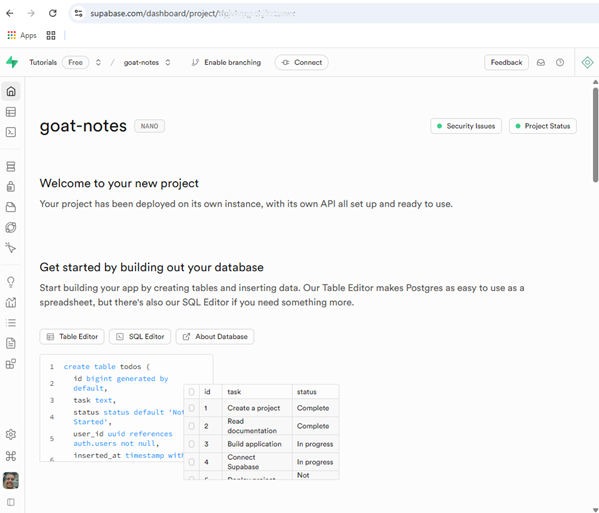 supabase.com/dashboard/project/
Apps
Tutorials Free / goat-notes Enable branching Connect Feedback
goat-notes NANO Security Issues Project Status
Welcome to your new project
Your project has been deployed on its own instance, with its own API all set up and ready to use.
Get started by building out your database
Start building your app by creating tables and inserting data. Our Table Editor makes Postgres as easy to use as a
spreadsheet, but there's also our SQL Editor if you need something more.
Table Editor SQL Editor About Database
1 create table todos (
2 id bigint generated by
default,
3 task text,
4 status status default 'Not
Started',
5 user_id uuid references
auth.users not null,
6 inserted_at timestamp with
id task status
1 Create a project Complete
2 Read documentation Complete
3 Build application In progress
4 Connect Supabase In progress
5 Deploy project Not